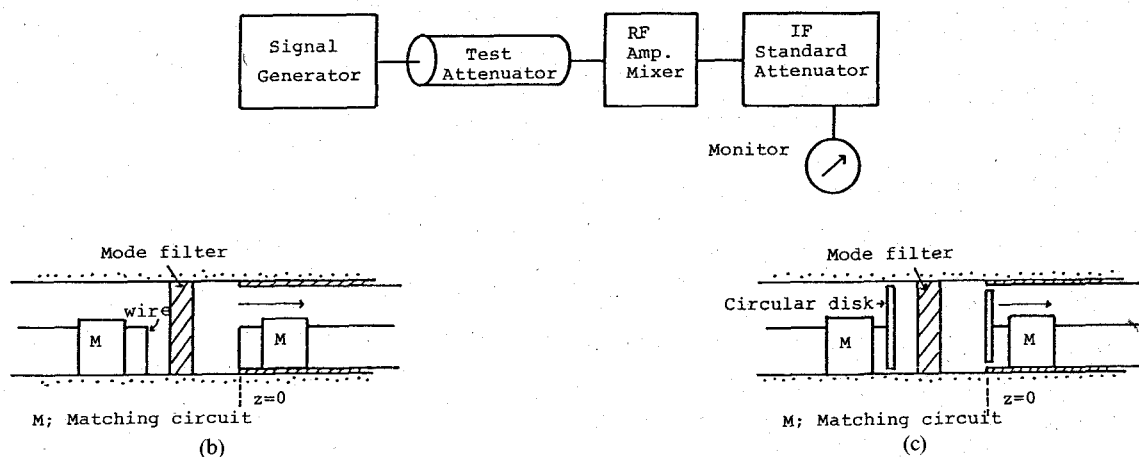 Signal
Generator
Test
Attenuator
RF
Amp.
Mixer
IF
Standard
Attenuator
Monitor
Mode filter
wire
M
M
z=0
M; Matching circuit
(b)
Mode filter
Circular disk
M
M
z=0
M; Matching circuit
(c)